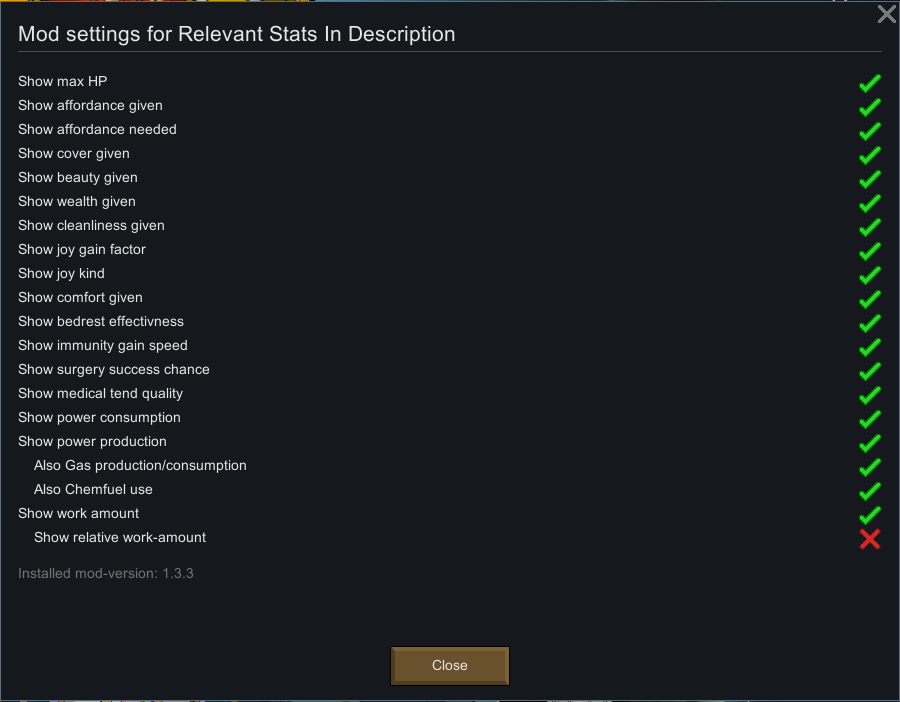 Mod settings for Relevant Stats In Description
Show max HP
Show affordance given
Show affordance needed
Show cover given
Show beauty given
Show wealth given
Show cleanliness given
Show joy gain factor
Show joy kind
Show comfort given
Show bedrest effectivness
Show immunity gain speed
Show surgery success chance
Show medical tend quality
Show power consumption
Show power production
Also Gas production/consumption
Also Chemfuel use
Show work amount
Show relative work-amount
Installed mod-version: 1.3.3
Close